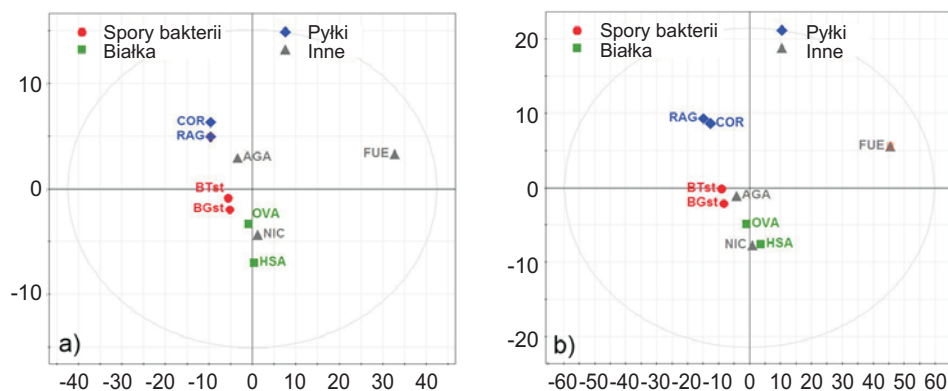 Spory bakterii Pyłki
Białka Inne
10
0
-10
COR
RAG
AGA
FUE
BTst
BGst
OVA
NIC
HSA
a)
-40 -30 -20 -10 0 10 20 30 40
Spory bakterii Pyłki
Białka Inne
20
10
0
-10
-20
RAG COR
FUE
BTst
AGA
BGst
OVA
NIC HSA
b)
-60 -50 -40 -30 -20 -10 0 10 20 30 40 50 60